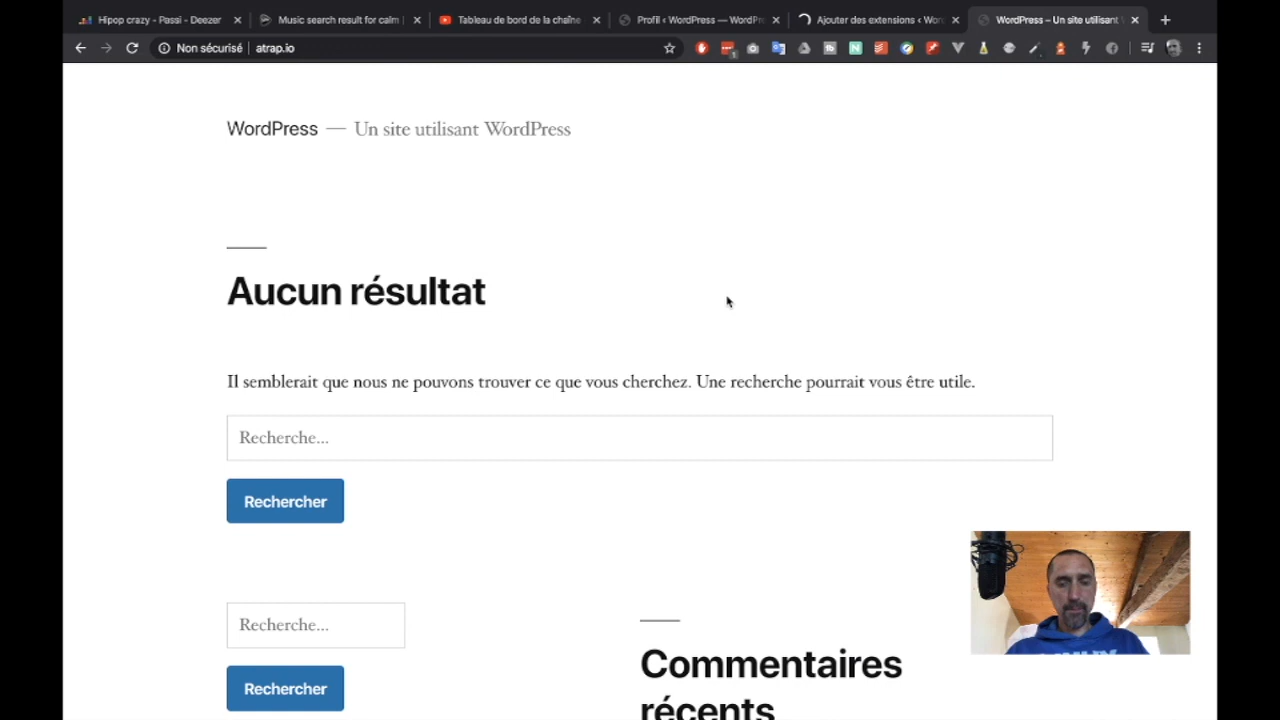 Hipop crazy - Passi - Deezer
Music search result for calm |
Tableau de bord de la chaîne
Profil ‹ WordPress — WordPr
Ajouter des extensions ‹ Wor
WordPress – Un site utilisant
Non sécurisé | atrap.io
WordPress — Un site utilisant WordPress
Aucun résultat
Il semblerait que nous ne pouvons trouver ce que vous cherchez. Une recherche pourrait vous être utile.
Recherche…
Rechercher
Recherche…
Rechercher
Commentaires
récents